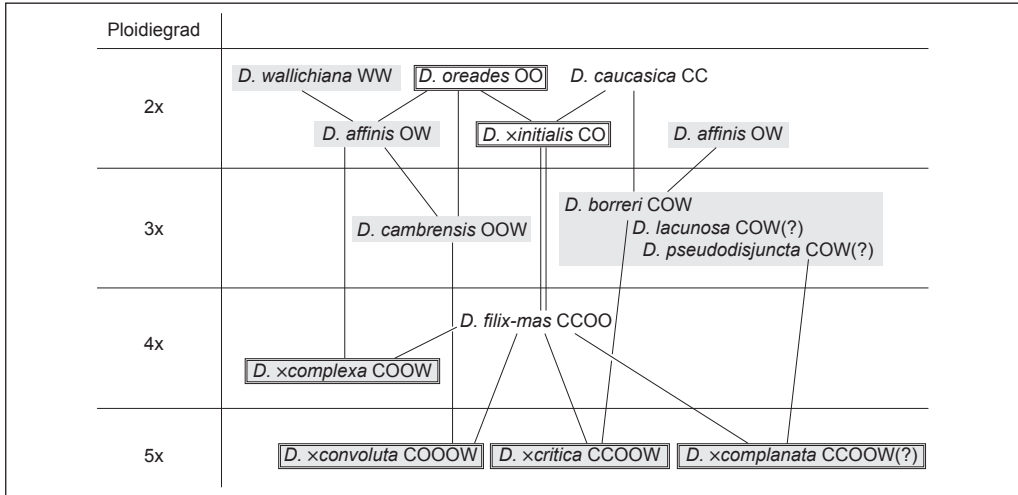 Ploidiegrad
2x
D. wallichiana WW
D. oreades OO
D. caucasica CC
D. affinis OW
D. ×initialis CO
D. affinis OW
3x
D. borreri COW
D. cambrensis OOW
D. lacunosa COW(?)
D. pseudodisjuncta COW(?)
4x
D. filix-mas CCOO
D. ×complexa COOW
5x
D. ×convoluta COOOW
D. ×critica CCOOW
D. ×complanata CCOOW(?)